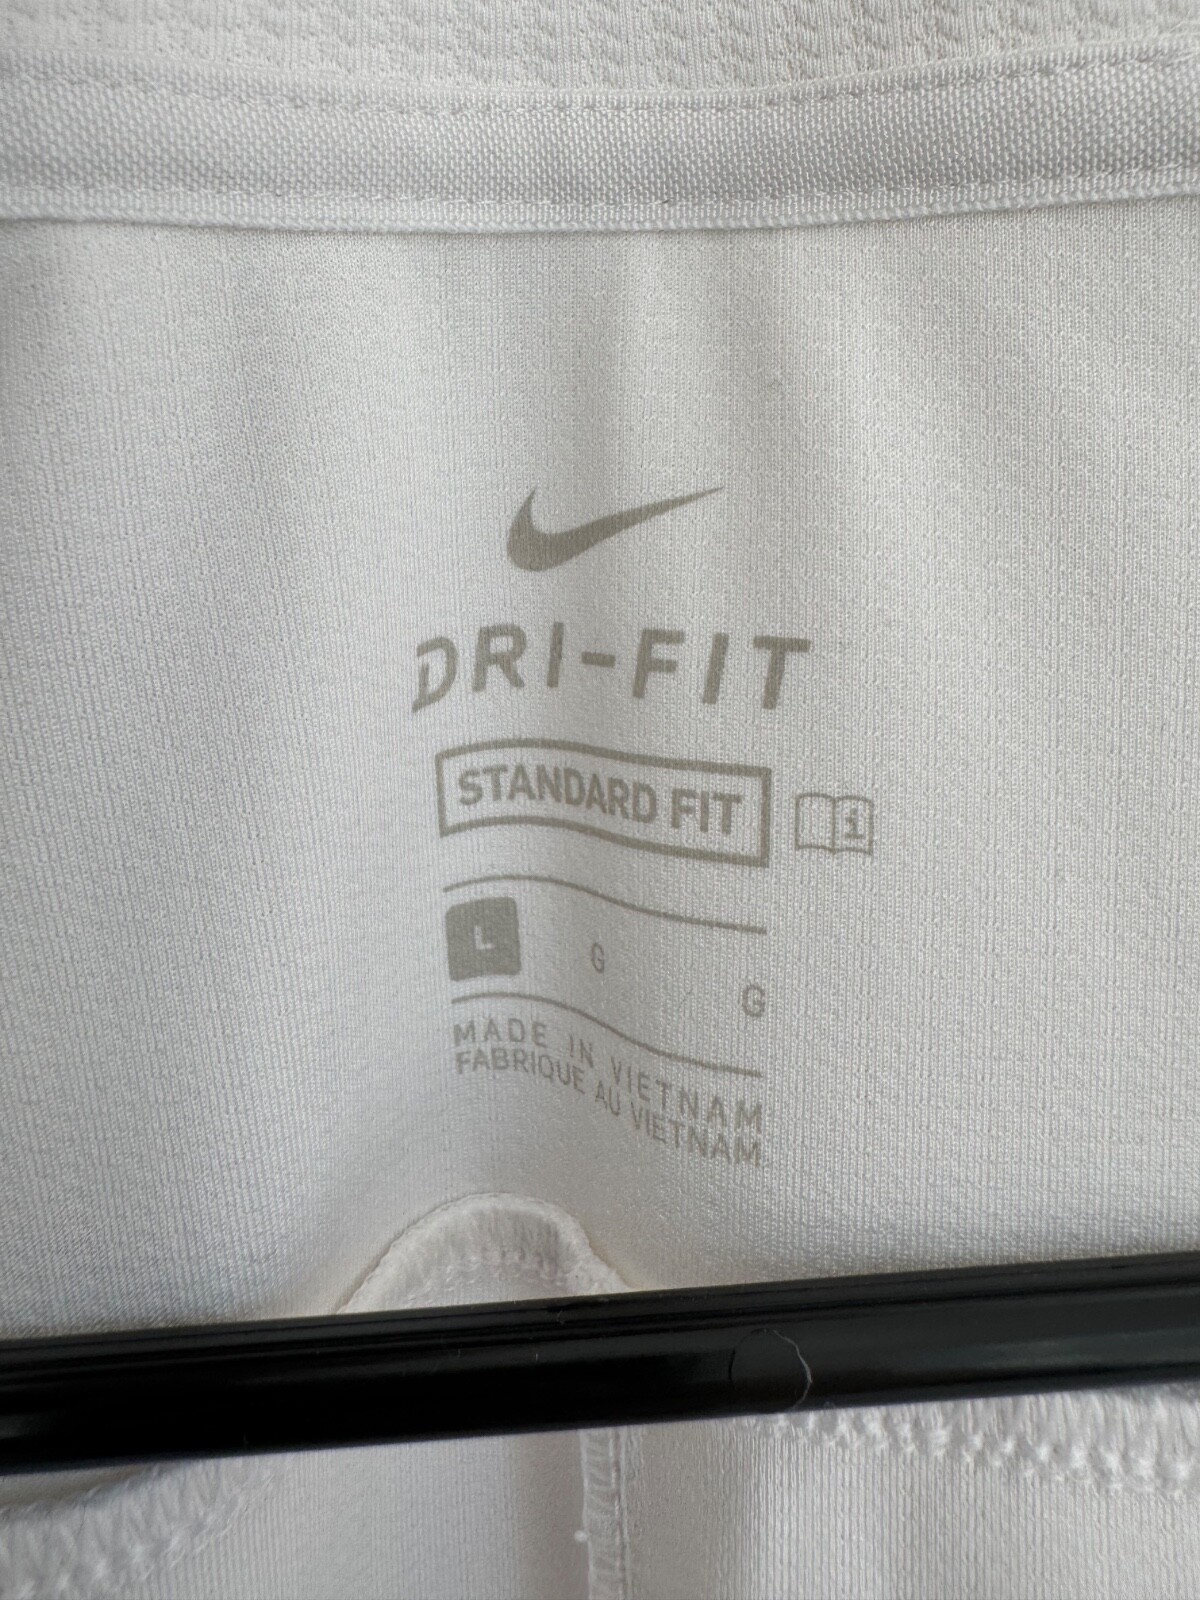 DRI-FIT
STANDARD FIT i
L G G
MADE IN VIETNAM
FABRIQUE AU VIETNAM